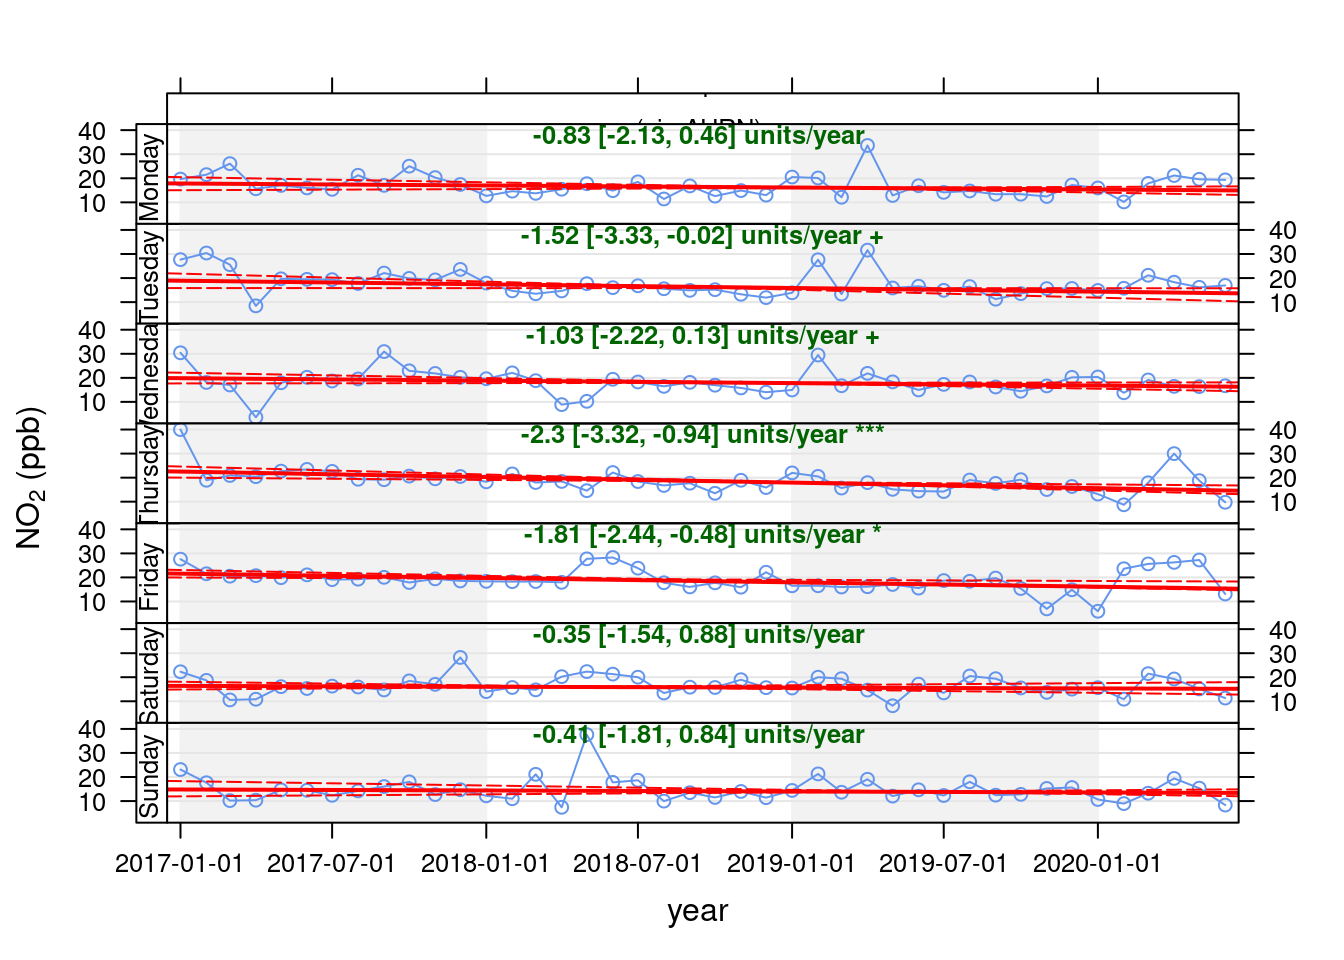 -0.83 [-2.13, 0.46] units/year
Monday
40
30
20
10
-1.52 [-3.33, -0.02] units/year +
Tuesday
40
30
20
10
-1.03 [-2.22, 0.13] units/year +
40
30
20
10
-2.3 [-3.32, -0.94] units/year ***
Thursday
40
30
20
10
-1.81 [-2.44, -0.48] units/year *
Friday
40
30
20
10
-0.35 [-1.54, 0.88] units/year
Saturday
40
30
20
10
-0.41 [-1.81, 0.84] units/year
Sunday
40
30
20
10
NO₂ (ppb)
2017-01-01 2017-07-01 2018-01-01 2018-07-01 2019-01-01 2019-07-01 2020-01-01
year